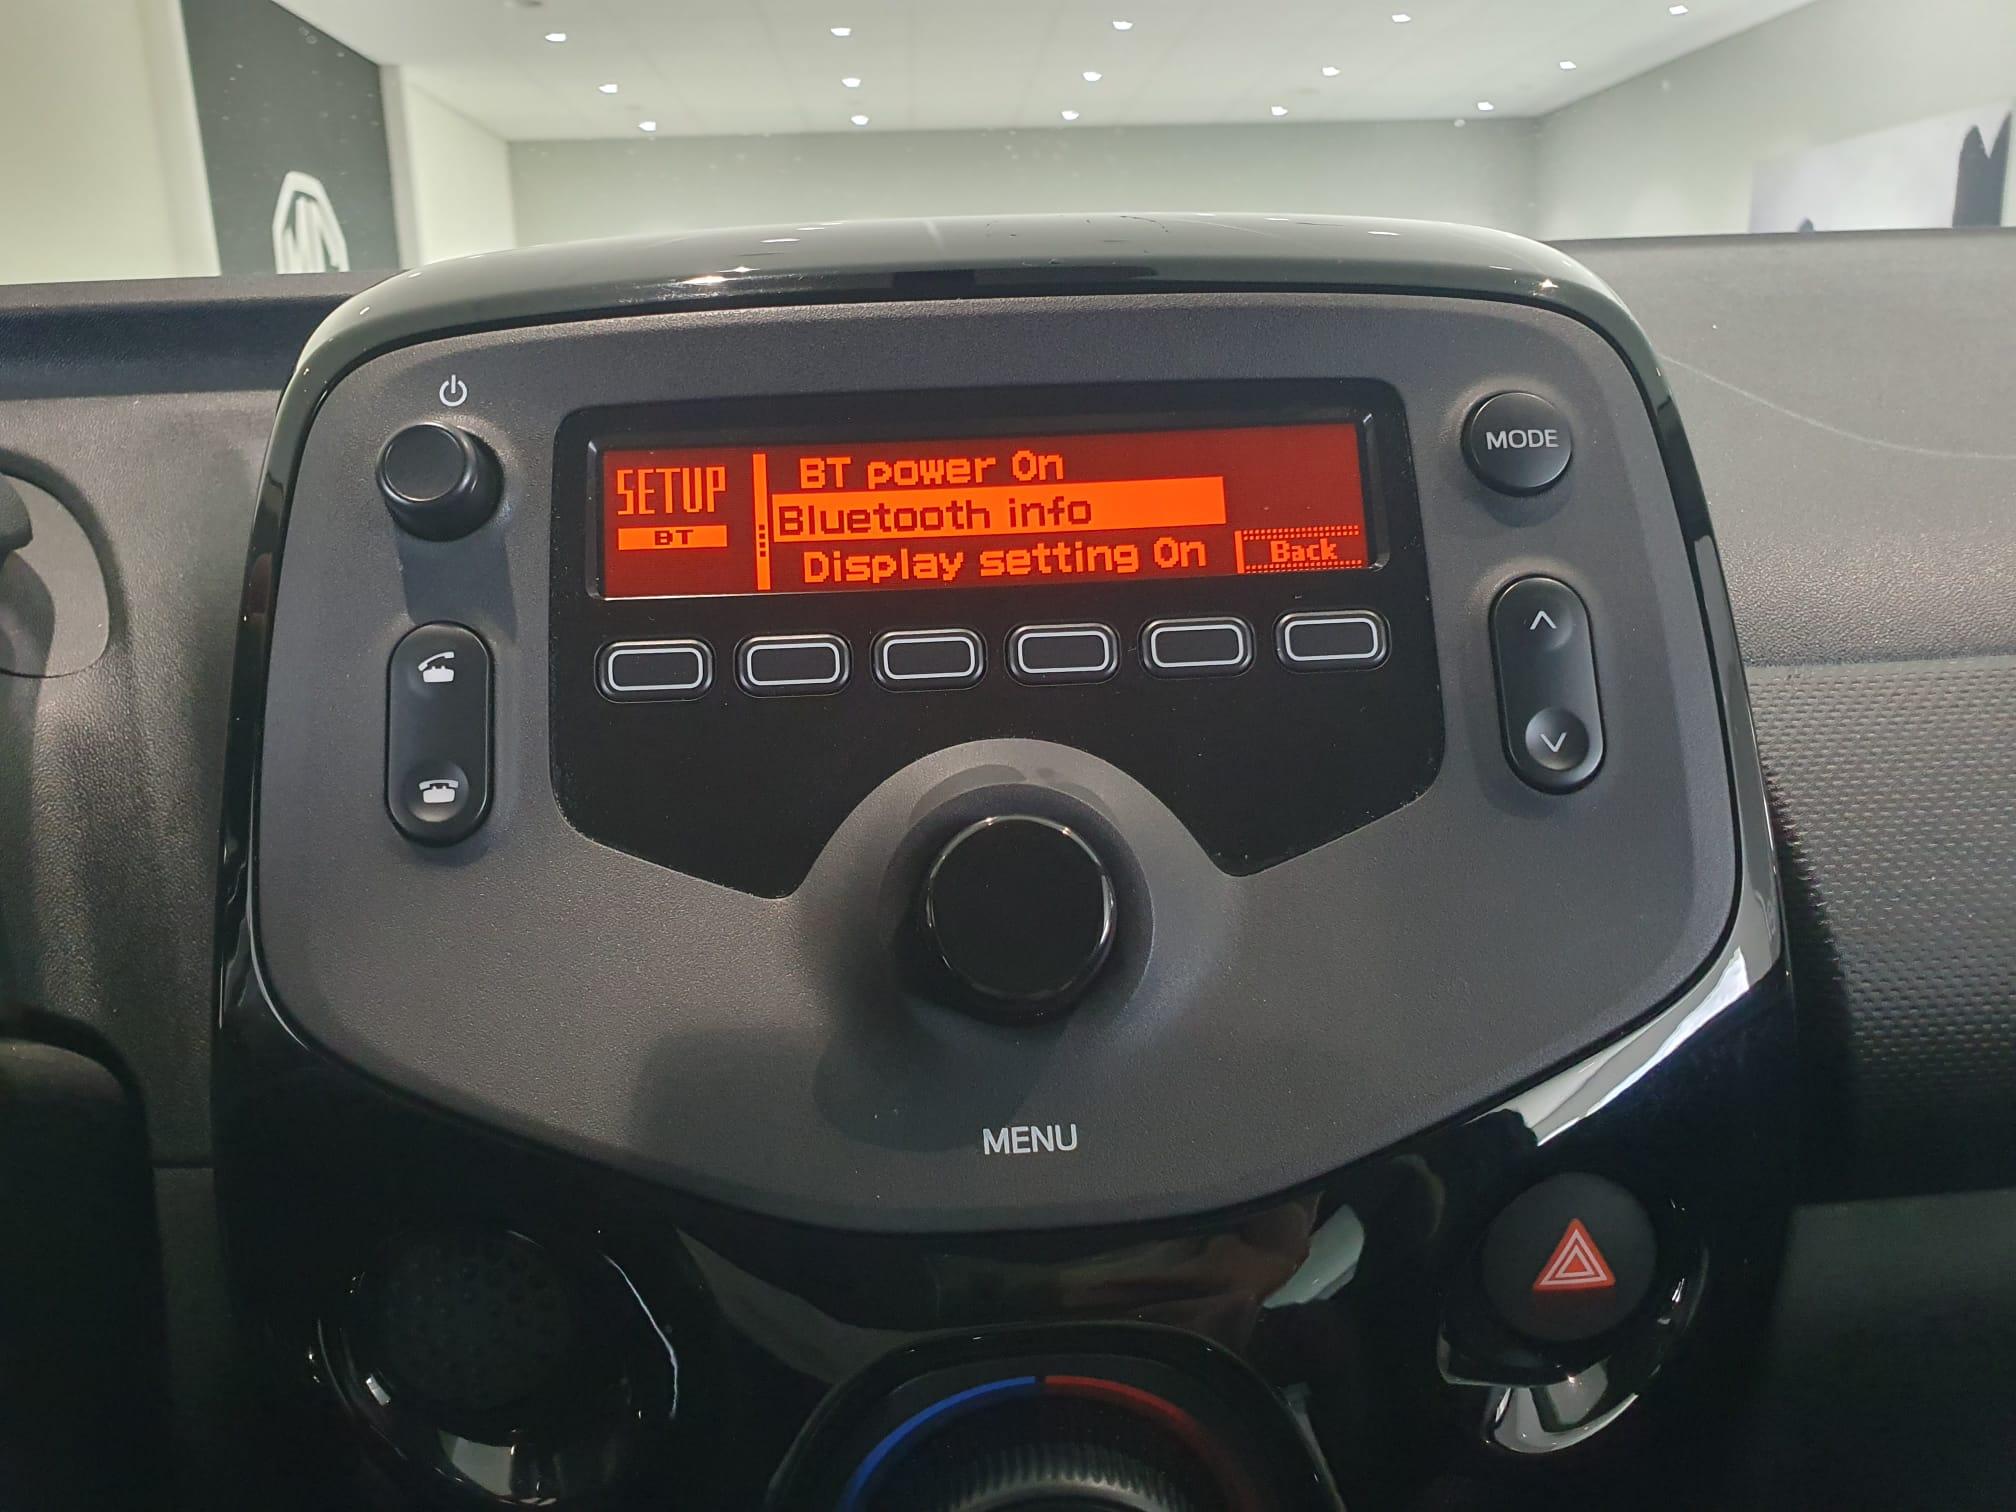 MODE
SETUP
BT
BT power On
Bluetooth info
Display setting On
Back
MENU